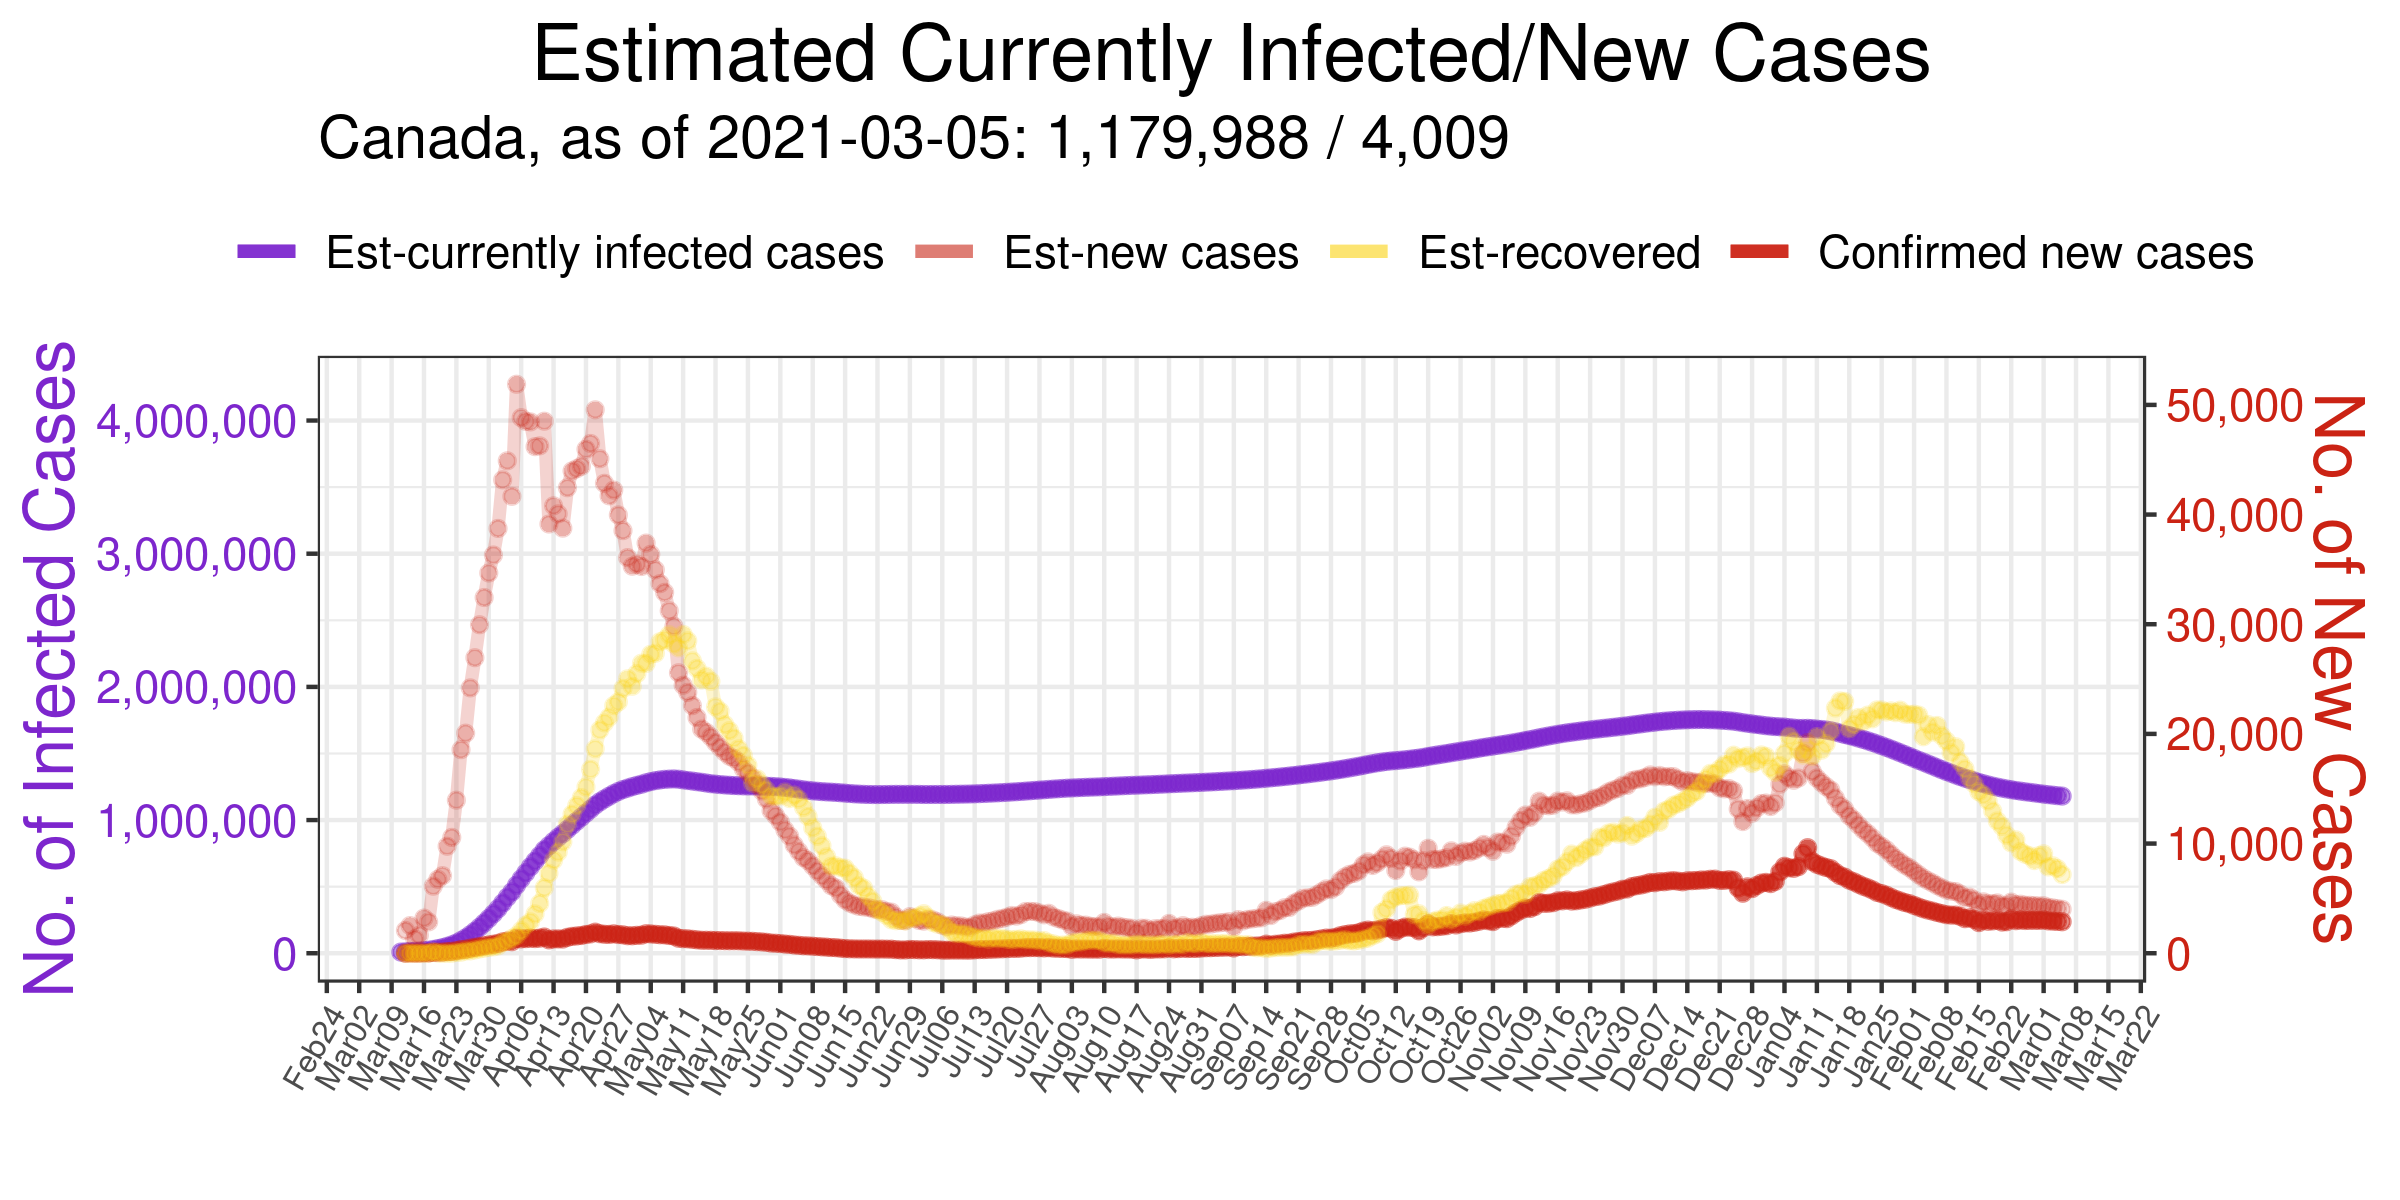 Estimated Currently Infected/New Cases
Canada, as of 2021-03-05: 1,179,988 / 4,009
Est-currently infected cases Est-new cases Est-recovered Confirmed new cases
No. of Infected Cases
4,000,000
3,000,000
2,000,000
1,000,000
0
50,000
40,000
30,000
20,000
10,000
0
No. of New Cases
Feb24 Mar02 Mar09 Mar16 Mar23 Mar30 Apr06 Apr13 Apr20 Apr27 May04 May11 May18 May25 Jun01 Jun08 Jun15 Jun22 Jun29 Jul06 Jul13 Jul20 Jul27 Aug03 Aug10 Aug17 Aug24 Aug31 Sep07 Sep14 Sep21 Sep28 Oct05 Oct12 Oct19 Oct26 Nov02 Nov09 Nov16 Nov23 Nov30 Dec07 Dec14 Dec21 Dec28 Jan04 Jan11 Jan18 Jan25 Feb01 Feb08 Feb15 Feb22 Mar01 Mar08 Mar15 Mar22